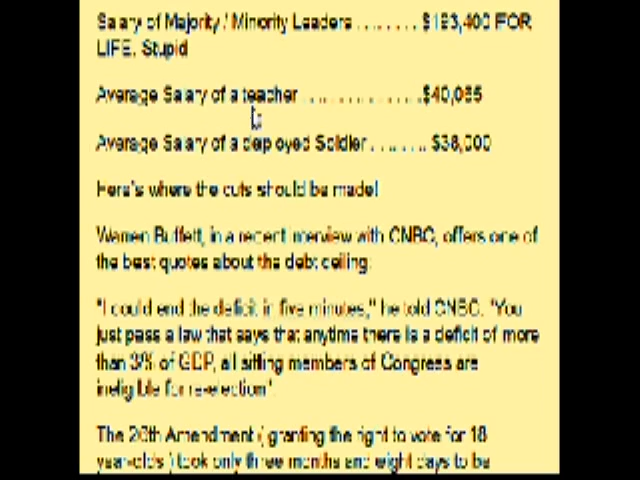 Salary of Majority / Minority Leaders . . . . . . . . $193,400 FOR
LIFE. Stupid
Average Salary of a teacher . . . . . . . . . . . . . . . .$40,065
Average Salary of a deployed Soldier . . . . . . . . $38,000
Here's where the cuts should be made!
Warren Buffett, in a recent interview with CNBC, offers one of
the best quotes about the debt ceiling:
"I could end the deficit in five minutes," he told CNBC. "You
just pass a law that says that anytime there is a deficit of more
than 3% of GDP, all sitting members of Congress are
ineligible for re-election".
The 26th Amendment ( granting the right to vote for 18
year-olds ) took only three months and eight days to be